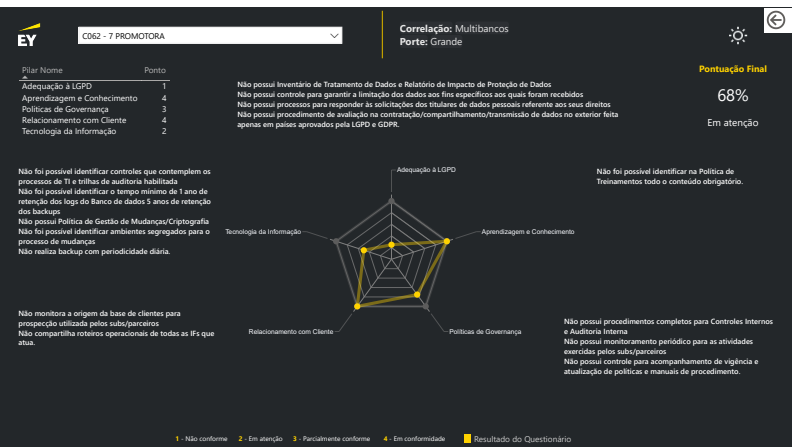 EY
C062 - 7 PROMOTORA
Correlação: Multibancos
Porte: Grande
Pilar Nome Ponto
Adequação à LGPD 1
Aprendizagem e Conhecimento 4
Políticas de Governança 3
Relacionamento com Cliente 4
Tecnologia da Informação 2
Não possui Inventário de Tratamento de Dados e Relatório de Impacto de Proteção de Dados
Não possui controle para garantir a limitação dos dados aos fins específicos aos quais foram recebidos
Não possui processos para responder às solicitações dos titulares de dados pessoais referente aos seus direitos
Não possui procedimento de avaliação na contratação/compartilhamento/transmissão de dados no exterior feita
apenas em países aprovados pela LGPD e GDPR.
Pontuação Final
68%
Em atenção
Não foi possível identificar controles que contemplem os
processos de TI e trilhas de auditoria habilitada
Não foi possível identificar o tempo mínimo de 1 ano de
retenção dos logs do Banco de dados 5 anos de retenção
dos backups
Não possui Política de Gestão de Mudanças/Criptografia
Não foi possível identificar ambientes segregados para o
processo de mudanças
Não realiza backup com periodicidade diária.
Adequação à LGPD
Não foi possível identificar na Política de
Treinamentos todo o conteúdo obrigatório.
Tecnologia da Informação
Aprendizagem e Conhecimento
Não monitora a origem da base de clientes para
prospecção utilizada pelos subs/parceiros
Não compartilha roteiros operacionais de todas as IFs que
atua.
Relacionamento com Cliente
Políticas de Governança
Não possui procedimentos completos para Controles Internos
e Auditoria Interna
Não possui monitoramento periódico para as atividades
exercidas pelos subs/parceiros
Não possui controle para acompanhamento de vigência e
atualização de políticas e manuais de procedimento.
1 - Não conforme 2 - Em atenção 3 - Parcialmente conforme 4 - Em conformidade Resultado do Questionário